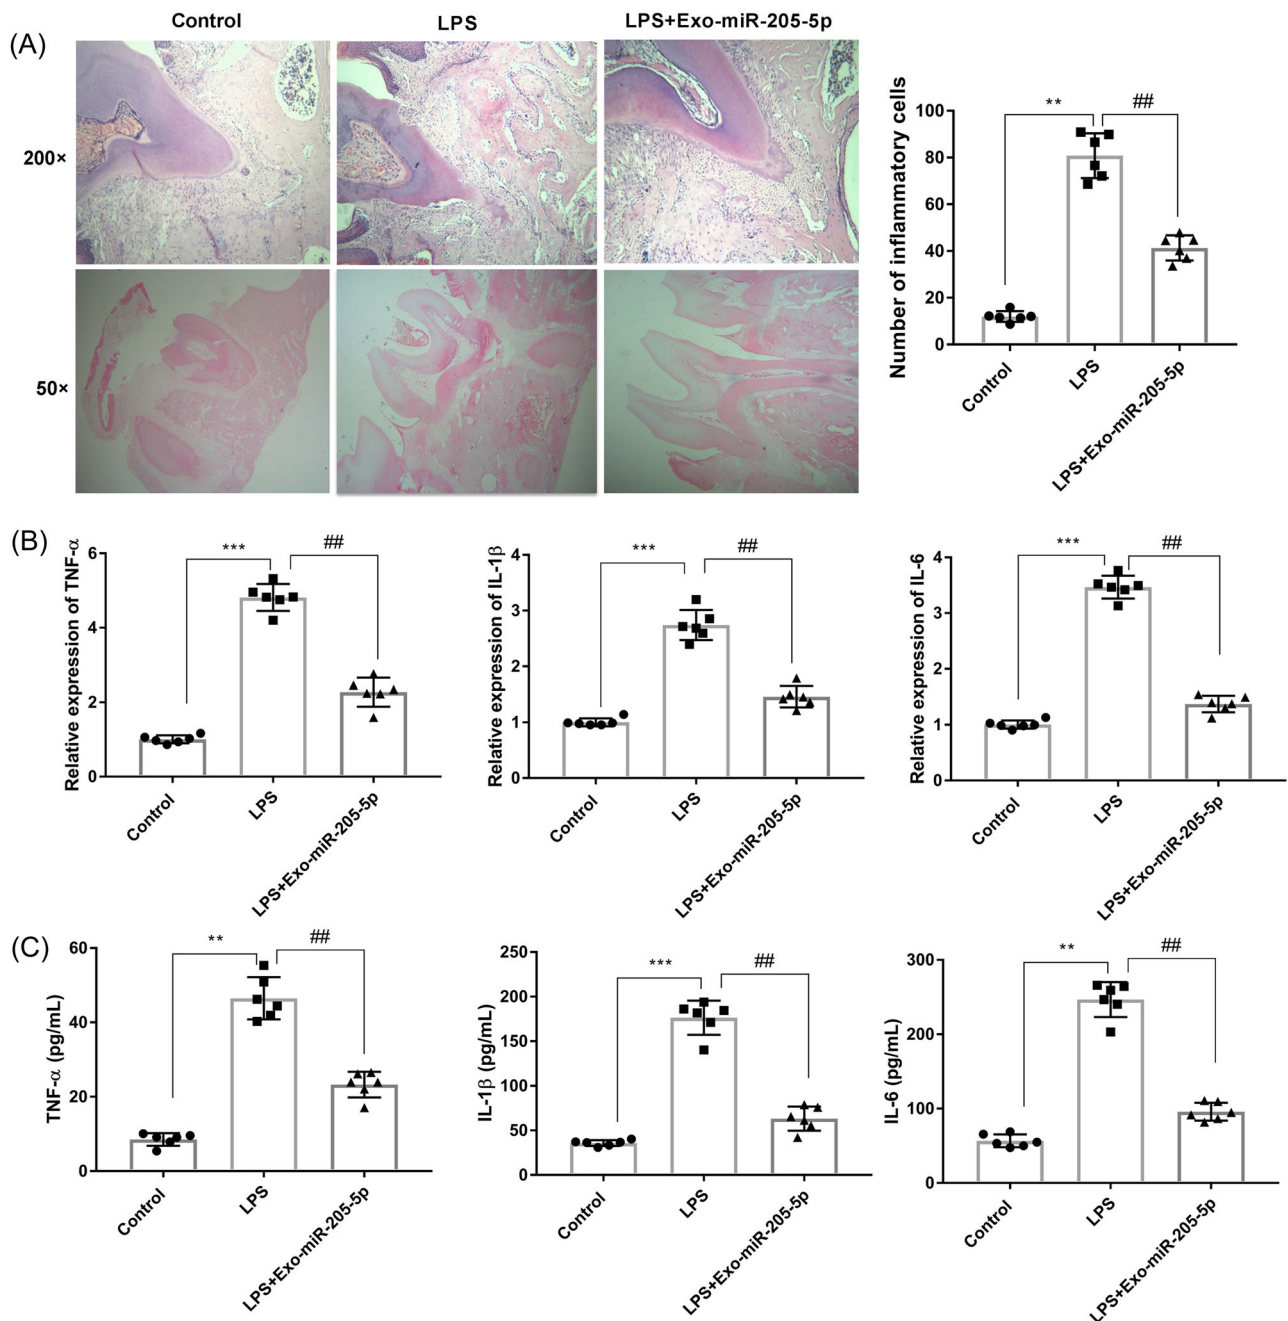 Control
LPS
LPS+Exo-miR-205-5p
(A)
200×
50×
Number of inflammatory cells
100
80
60
40
20
0
**
##
Control
LPS
LPS+Exo-miR-205-5p
(B)
Relative expression of TNF-α
6
4
2
0
***
##
Control
LPS
LPS+Exo-miR-205-5p
Relative expression of IL-1β
4
3
2
1
0
***
##
Control
LPS
LPS+Exo-miR-205-5p
Relative expression of IL-6
4
3
2
1
0
***
##
Control
LPS
LPS+Exo-miR-205-5p
(C)
TNF-α (pg/mL)
60
40
20
0
**
##
Control
LPS
LPS+Exo-miR-205-5p
IL-1β (pg/mL)
250
200
150
100
50
0
***
##
Control
LPS
LPS+Exo-miR-205-5p
IL-6 (pg/mL)
300
200
100
0
**
##
Control
LPS
LPS+Exo-miR-205-5p